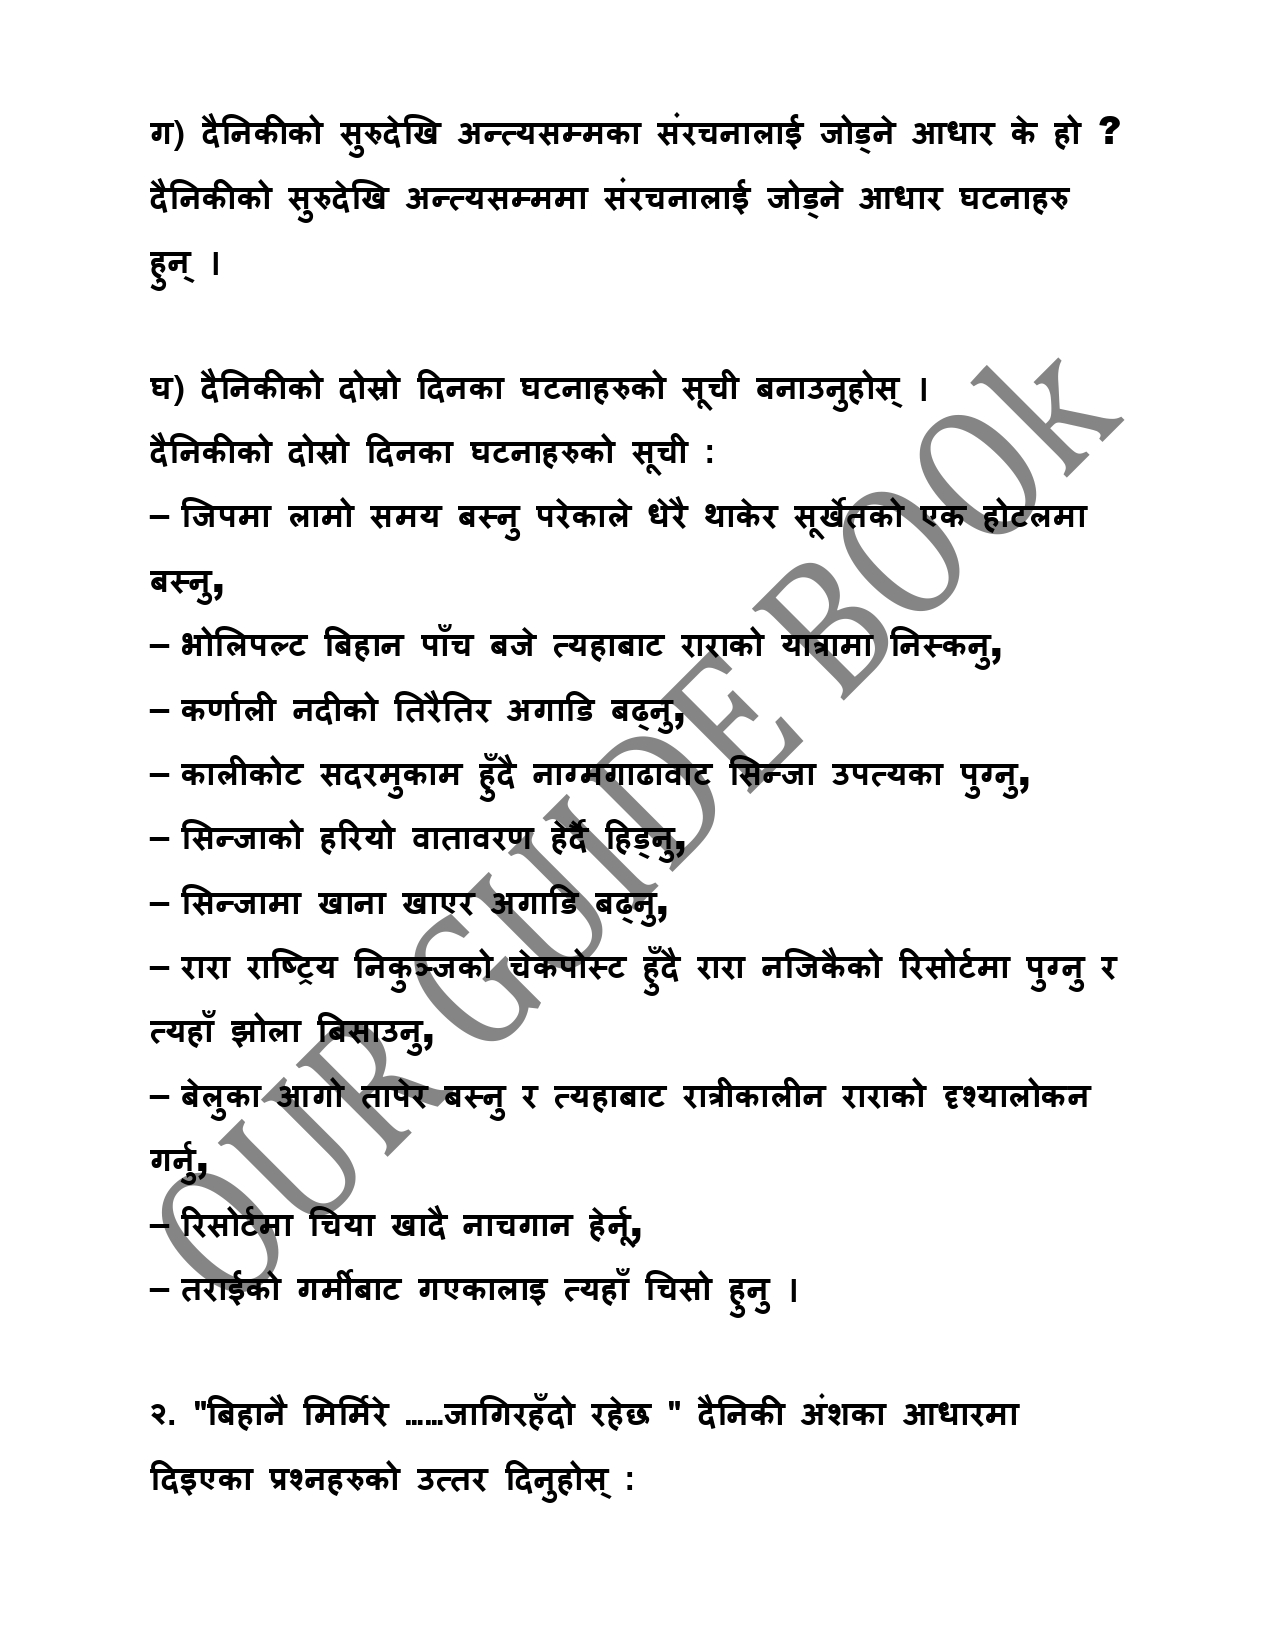 ग) दैनिकीको सुरुदेखि अन्त्यसम्मका संरचनालाई जोड्ने आधार के हो ?
दैनिकीको सुरुदेखि अन्त्यसम्ममा संरचनालाई जोड्ने आधार घटनाहरु
हुन् ।
घ) दैनिकीको दोस्रो दिनका घटनाहरुको सूची बनाउनुहोस् ।
दैनिकीको दोस्रो दिनका घटनाहरुको सूची :
– जिपमा लामो समय बस्नु परेकाले धेरै थाकेर सूर्खेतको एक होटलमा
बस्नु,
– भोलिपल्ट बिहान पाँच बजे त्यहाबाट राराको यात्रामा निस्कनु,
– कर्णाली नदीको तिरैतिर अगाडि बढ्नु,
– कालीकोट सदरमुकाम हुँदै नाग्मगाढावाट सिन्जा उपत्यका पुग्नु,
– सिन्जाको हरियो वातावरण हेर्दै हिड्नु,
– सिन्जामा खाना खाएर अगाडि बढ्नु,
– रारा राष्ट्रिय निकुञ्जको चेकपोस्ट हुँदै रारा नजिकैको रिसोर्टमा पुग्नु र
त्यहाँ झोला बिसाउनु,
– बेलुका आगो तापेर बस्नु र त्यहाबाट रात्रीकालीन राराको दृश्यालोकन
गर्नु,
– रिसोर्टमा चिया खादै नाचगान हेर्नू,
– तराईको गर्मीबाट गएकालाइ त्यहाँ चिसो हुनु ।
२. "बिहानै मिर्मिरे ……जागिरहँदो रहेछ " दैनिकी अंशका आधारमा
दिइएका प्रश्नहरुको उत्तर दिनुहोस् :
OUR GUIDE BOOk